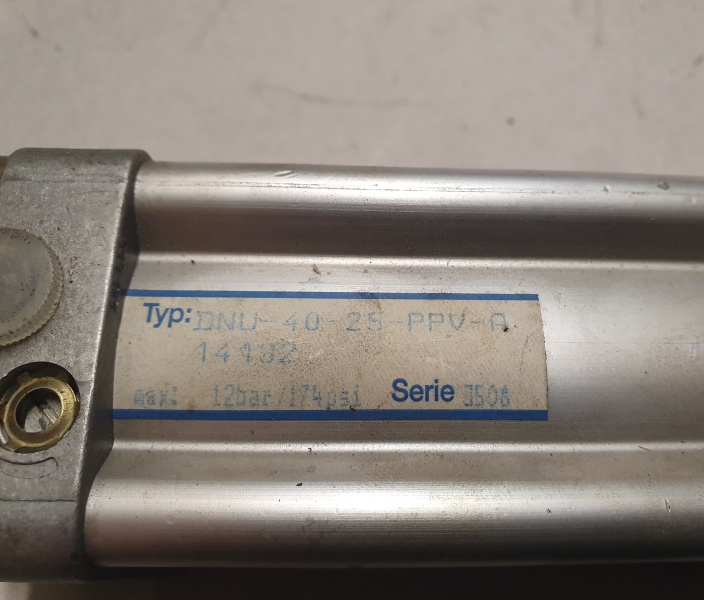 Typ: DNU-40-25-PPV-A
14132
max: 12bar/174psi Serie J508